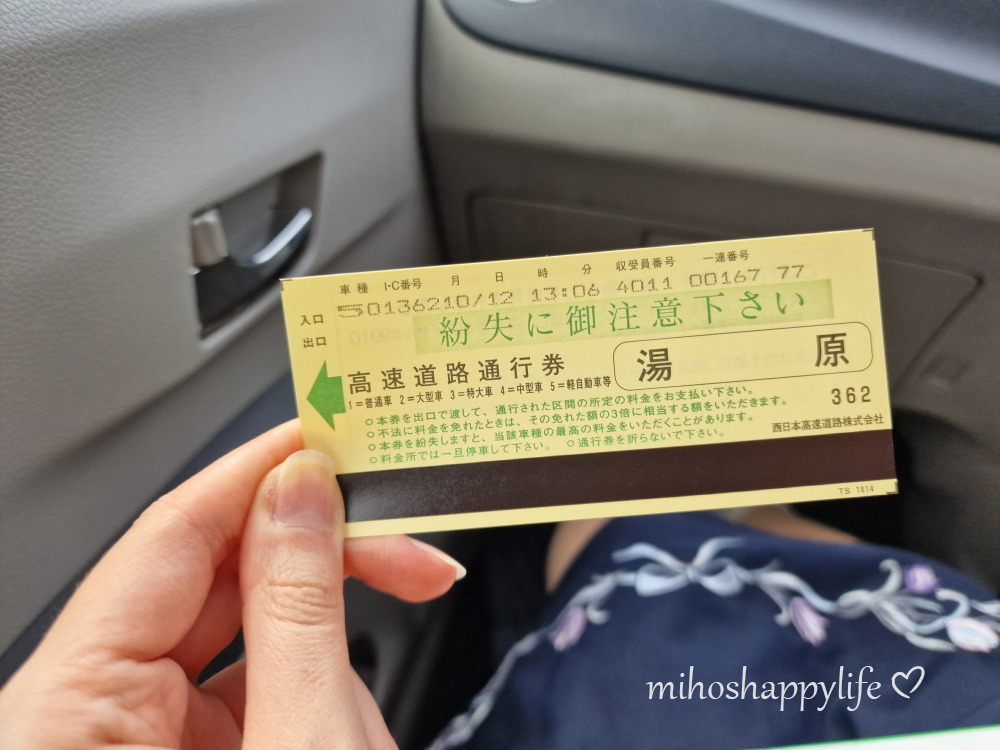 車種 I·C番号 月 日 時 分 収受員番号 一連番号
50136210/12 13:06 4011 00167 77
入口
出口
紛失に御注意下さい
高速道路通行券
湯原
1=普通車 2=大型車 3=特大車 4=中型車 5=軽自動車等
○本券を出口で渡して、通行された区間の所定の料金をお支払い下さい。
○不法に料金を免れたときは、その免れた額の3倍に相当する額をいただきます。
○本券を紛失しますと、当該車種の最高の料金をいただくことがあります。
○料金所では一旦停車して下さい。 ○通行券を折らないで下さい。
362
西日本高速道路株式会社
TS 1X14
mihoshappylife ♡